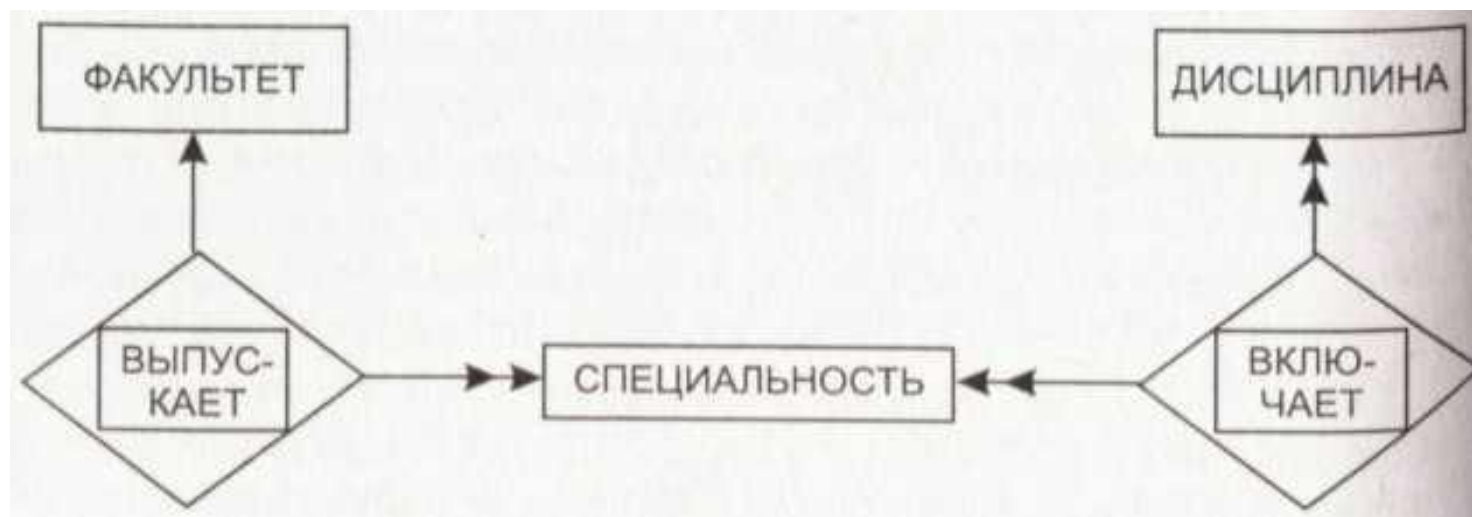 ФАКУЛЬТЕТ
ДИСЦИПЛИНА
ВЫПУС-
КАЕТ
СПЕЦИАЛЬНОСТЬ
ВКЛЮ-
ЧАЕТ